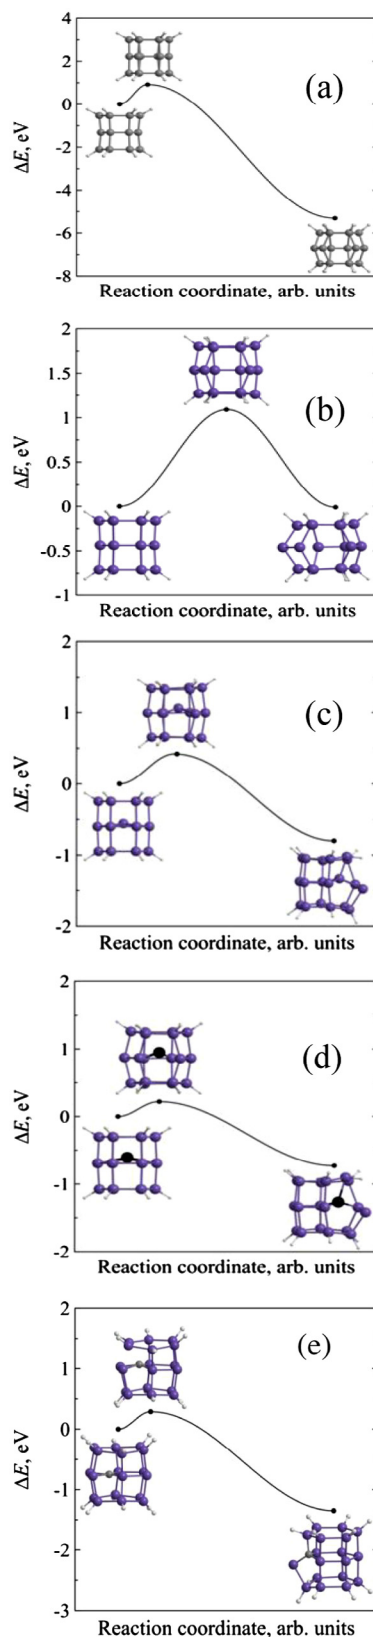 4
2
(a)
0
ΔE, eV
-2
-4
-6
-8
Reaction coordinate, arb. units
2
1.5
(b)
1
ΔE, eV
0.5
0
-0.5
-1
Reaction coordinate, arb. units
2
1
(c)
ΔE, eV
0
-1
-2
Reaction coordinate, arb. units
2
1
(d)
ΔE, eV
0
-1
-2
Reaction coordinate, arb. units
2
(e)
1
0
ΔE, eV
-1
-2
-3
Reaction coordinate, arb. units